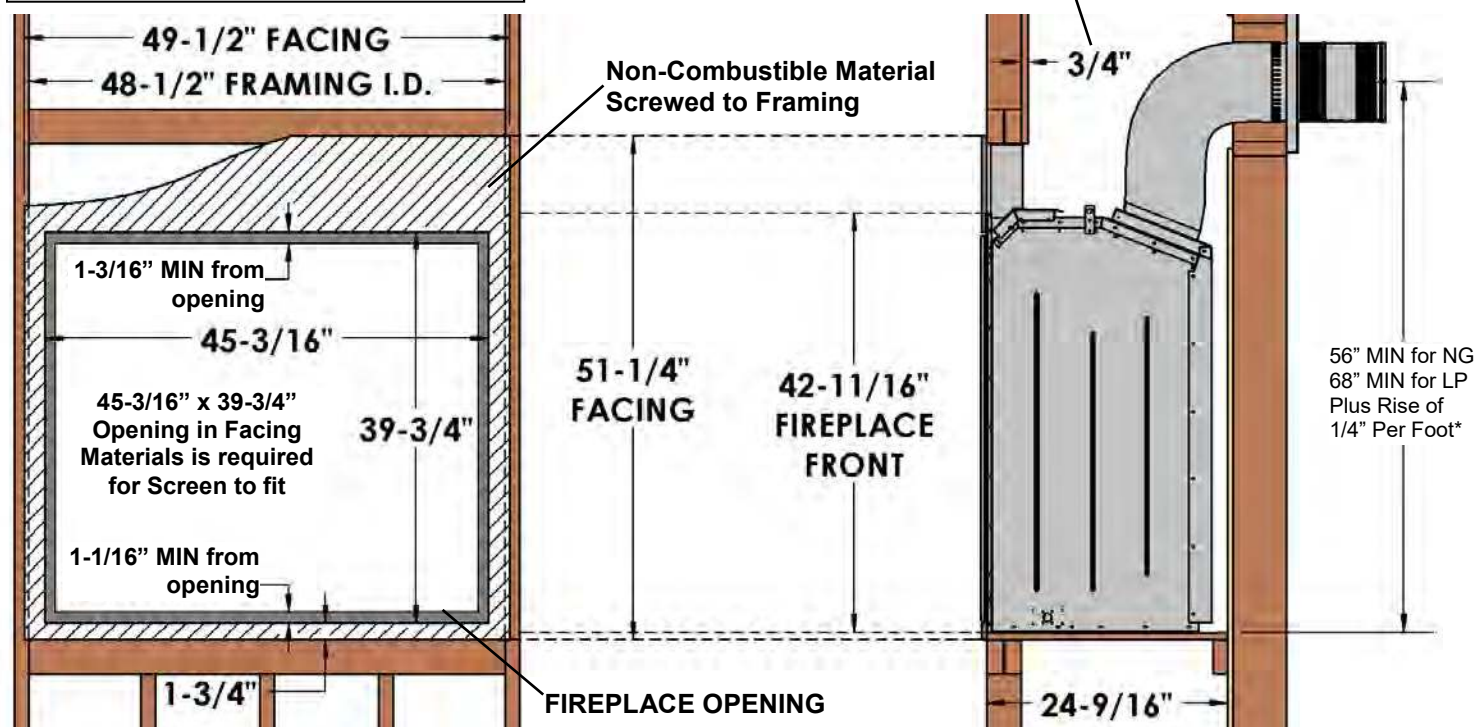 49-1/2" FACING
48-1/2" FRAMING I.D.
Non-Combustible Material
Screwed to Framing
3/4"
1-3/16” MIN from
opening
45-3/16"
45-3/16” x 39-3/4”
Opening in Facing
Materials is required
for Screen to fit
39-3/4"
1-1/16” MIN from
opening
1-3/4"
FIREPLACE OPENING
51-1/4"
FACING
42-11/16"
FIREPLACE
FRONT
56” MIN for NG
68” MIN for LP
Plus Rise of
1/4” Per Foot*
24-9/16"